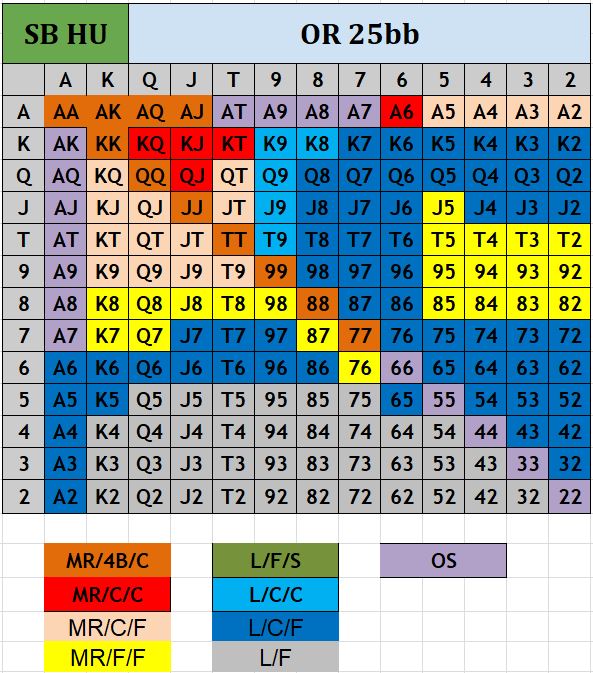 SB HU OR 25bb
A K Q J T 9 8 7 6 5 4 3 2
A AA AK AQ AJ AT A9 A8 A7 A6 A5 A4 A3 A2
K AK KK KQ KJ KT K9 K8 K7 K6 K5 K4 K3 K2
Q AQ KQ QQ QJ QT Q9 Q8 Q7 Q6 Q5 Q4 Q3 Q2
J AJ KJ QJ JJ JT J9 J8 J7 J6 J5 J4 J3 J2
T AT KT QT JT TT T9 T8 T7 T6 T5 T4 T3 T2
9 A9 K9 Q9 J9 T9 99 98 97 96 95 94 93 92
8 A8 K8 Q8 J8 T8 98 88 87 86 85 84 83 82
7 A7 K7 Q7 J7 T7 97 87 77 76 75 74 73 72
6 A6 K6 Q6 J6 T6 96 86 76 66 65 64 63 62
5 A5 K5 Q5 J5 T5 95 85 75 65 55 54 53 52
4 A4 K4 Q4 J4 T4 94 84 74 64 54 44 43 42
3 A3 K3 Q3 J3 T3 93 83 73 63 53 43 33 32
2 A2 K2 Q2 J2 T2 92 82 72 62 52 42 32 22
MR/4B/C L/F/S OS
MR/C/C L/C/C
MR/C/F L/C/F
MR/F/F L/F